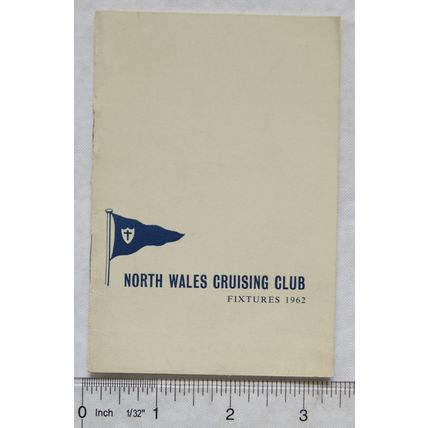 NORTH WALES CRUISING CLUB
FIXTURES 1962
0 Inch 1/32" 1 2 3